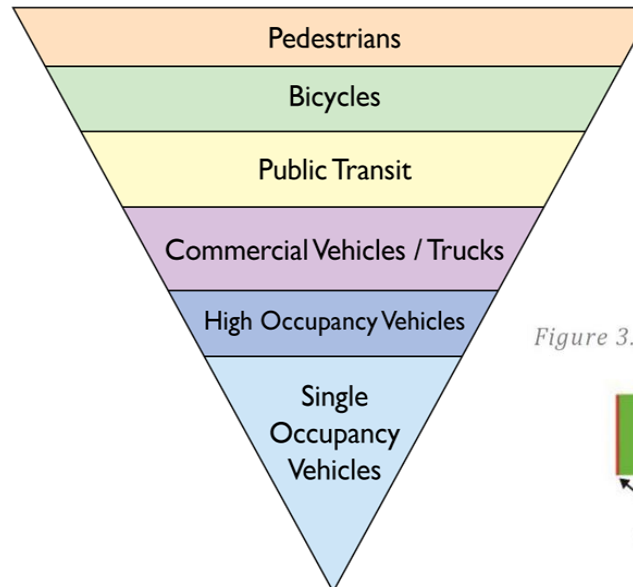 Pedestrians
Bicycles
Public Transit
Commercial Vehicles / Trucks
High Occupancy Vehicles
Figure 3.
Single
Occupancy
Vehicles